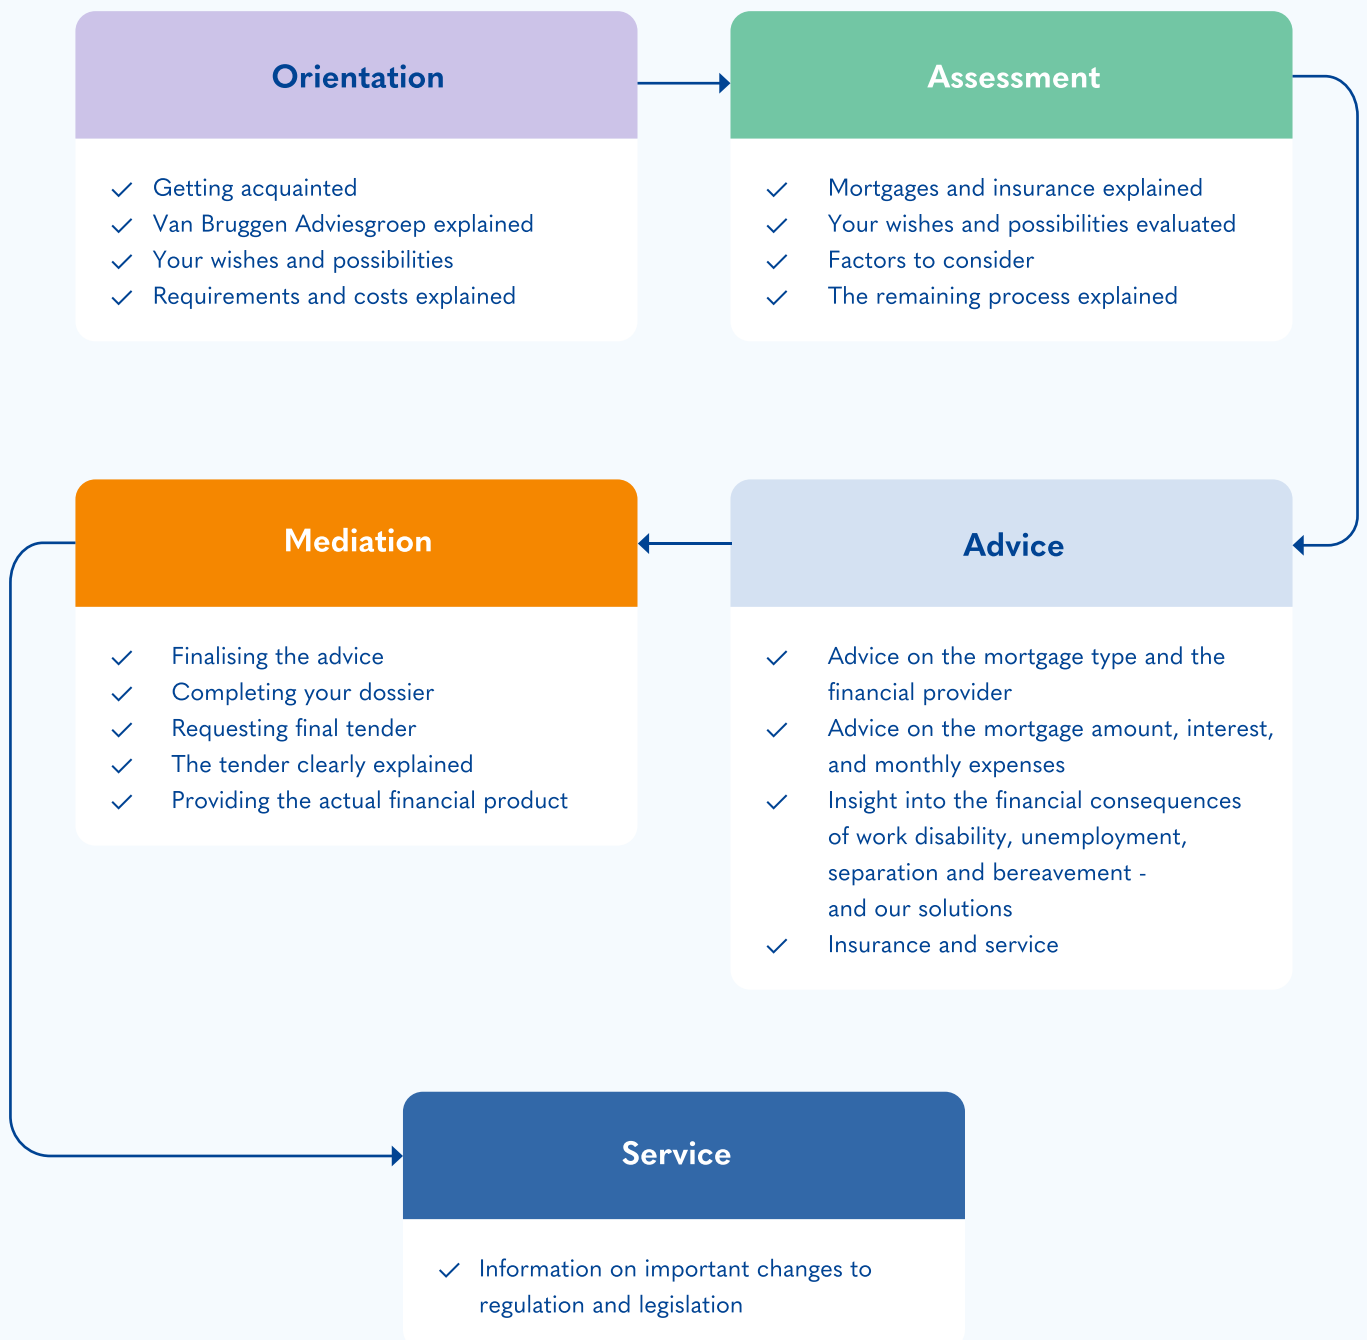 Orientation
Getting acquainted
Van Bruggen Adviesgroep explained
Your wishes and possibilities
Requirements and costs explained
Assessment
Mortgages and insurance explained
Your wishes and possibilities evaluated
Factors to consider
The remaining process explained
Advice
Advice on the mortgage type and the
financial provider
Advice on the mortgage amount, interest,
and monthly expenses
Insight into the financial consequences
of work disability, unemployment,
separation and bereavement -
and our solutions
Insurance and service
Mediation
Finalising the advice
Completing your dossier
Requesting final tender
The tender clearly explained
Providing the actual financial product
Service
Information on important changes to
regulation and legislation